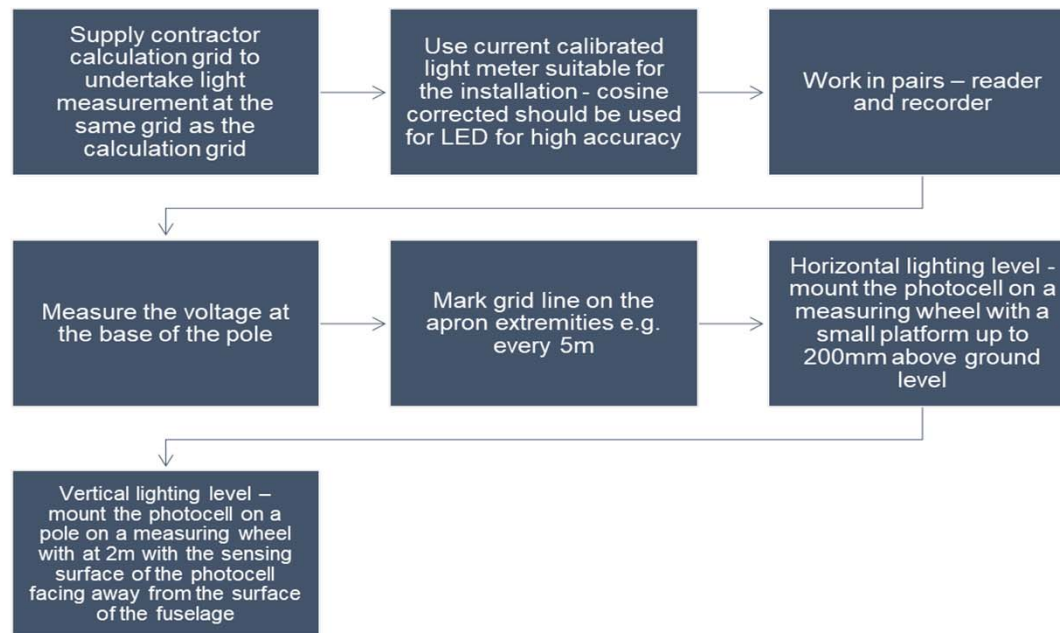 Supply contractor
calculation grid to
undertake light
measurement at the
same grid as the
calculation grid
Use current calibrated
light meter suitable for
the installation - cosine
corrected should be used
for LED for high accuracy
Work in pairs – reader
and recorder
Measure the voltage at
the base of the pole
Mark grid line on the
apron extremities e.g.
every 5m
Horizontal lighting level -
mount the photocell on a
measuring wheel with a
small platform up to
200mm above ground
level
Vertical lighting level –
mount the photocell on a
pole on a measuring wheel
with at 2m with the sensing
surface of the photocell
facing away from the surface
of the fuselage